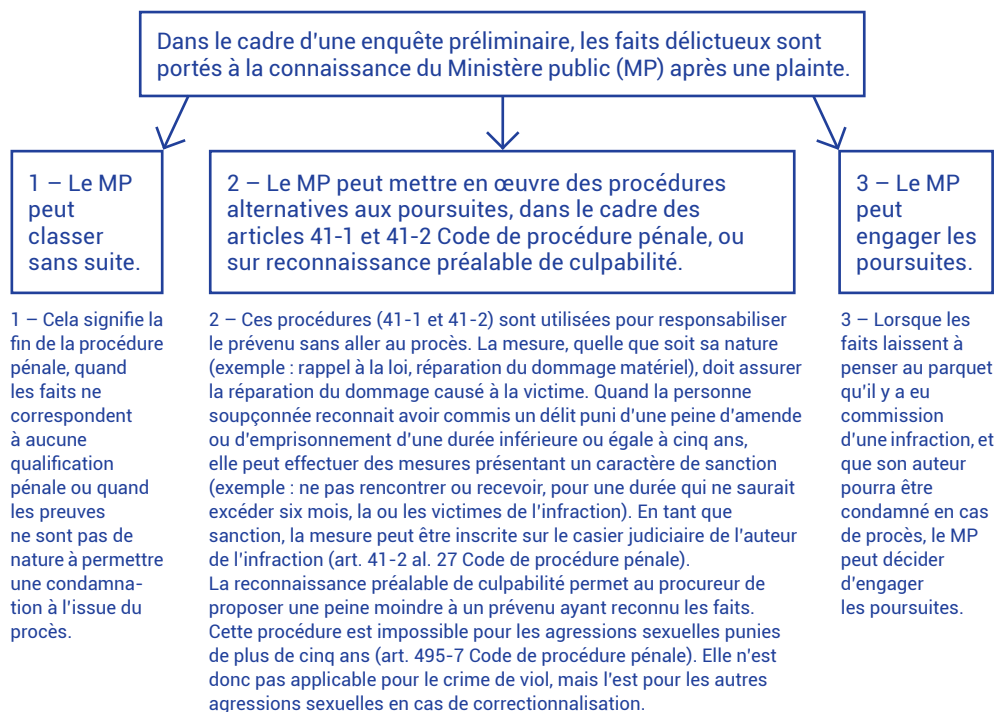 Dans le cadre d'une enquête préliminaire, les faits délictueux sont
portés à la connaissance du Ministère public (MP) après une plainte.
1 – Le MP
peut
classer
sans suite.
2 – Le MP peut mettre en œuvre des procédures
alternatives aux poursuites, dans le cadre des
articles 41-1 et 41-2 Code de procédure pénale, ou
sur reconnaissance préalable de culpabilité.
3 – Le MP
peut
engager les
poursuites.
1 – Cela signifie la
fin de la procédure
pénale, quand
les faits ne
correspondent
à aucune
qualification
pénale ou quand
les preuves
ne sont pas de
nature à permettre
une condamna-
tion à l'issue du
procès.
2 – Ces procédures (41-1 et 41-2) sont utilisées pour responsabiliser
le prévenu sans aller au procès. La mesure, quelle que soit sa nature
(exemple : rappel à la loi, réparation du dommage matériel), doit assurer
la réparation du dommage causé à la victime. Quand la personne
soupçonnée reconnait avoir commis un délit puni d'une peine d'amende
ou d'emprisonnement d'une durée inférieure ou égale à cinq ans,
elle peut effectuer des mesures présentant un caractère de sanction
(exemple : ne pas rencontrer ou recevoir, pour une durée qui ne saurait
excéder six mois, la ou les victimes de l'infraction). En tant que
sanction, la mesure peut être inscrite sur le casier judiciaire de l'auteur
de l'infraction (art. 41-2 al. 27 Code de procédure pénale).
La reconnaissance préalable de culpabilité permet au procureur de
proposer une peine moindre à un prévenu ayant reconnu les faits.
Cette procédure est impossible pour les agressions sexuelles punies
de plus de cinq ans (art. 495-7 Code de procédure pénale). Elle n'est
donc pas applicable pour le crime de viol, mais l'est pour les autres
agressions sexuelles en cas de correctionnalisation.
3 – Lorsque les
faits laissent à
penser au parquet
qu'il y a eu
commission
d'une infraction, et
que son auteur
pourra être
condamné en cas
de procès, le MP
peut décider
d'engager
les poursuites.